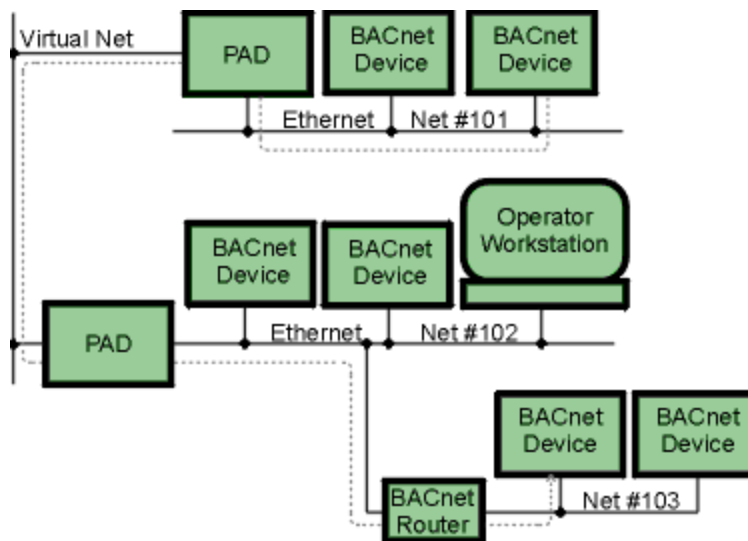 Virtual Net
PAD
BACnet
Device
BACnet
Device
Ethernet
Net #101
Operator
Workstation
BACnet
Device
BACnet
Device
PAD
Ethernet
Net #102
BACnet
Device
BACnet
Device
BACnet
Router
Net #103